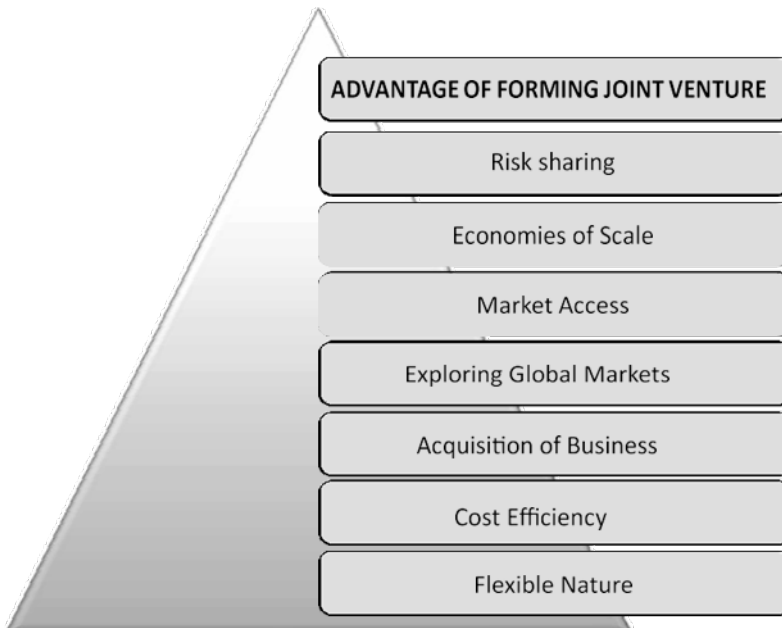 ADVANTAGE OF FORMING JOINT VENTURE
Risk sharing
Economies of Scale
Market Access
Exploring Global Markets
Acquisition of Business
Cost Efficiency
Flexible Nature